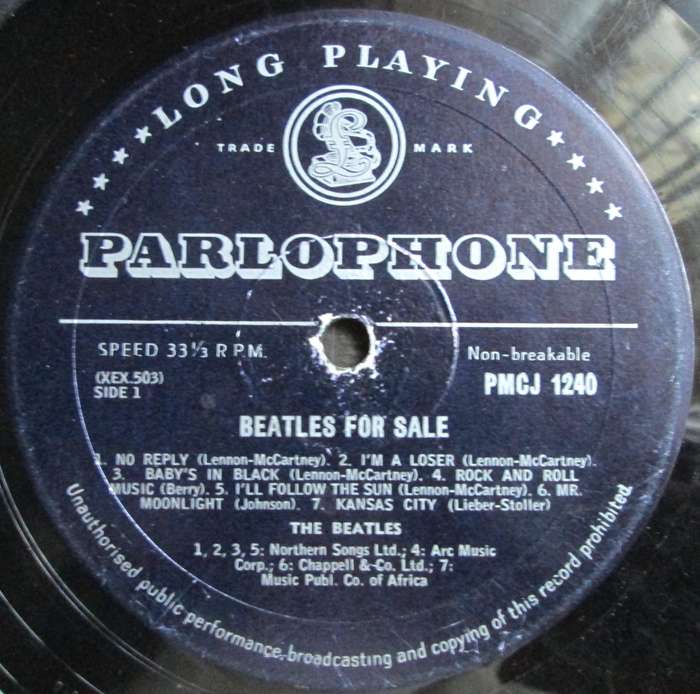 LONG PLAYING
TRADE MARK
PARLOPHONE
SPEED 33⅓ R.P.M.
Non-breakable
(XEX.503)
PMCJ 1240
SIDE 1
BEATLES FOR SALE
1. NO REPLY (Lennon-McCartney). 2. I'M A LOSER (Lennon-McCartney).
3. BABY'S IN BLACK (Lennon-McCartney). 4. ROCK AND ROLL
MUSIC (Berry). 5. I'LL FOLLOW THE SUN (Lennon-McCartney). 6. MR.
MOONLIGHT (Johnson). 7. KANSAS CITY (Lieber-Stoller)
THE BEATLES
1, 2, 3, 5: Northern Songs Ltd.; 4: Arc Music
Corp.; 6: Chappell & Co. Ltd.; 7:
Music Publ. Co. of Africa
Unauthorised public performance, broadcasting and copying of this record prohibited.